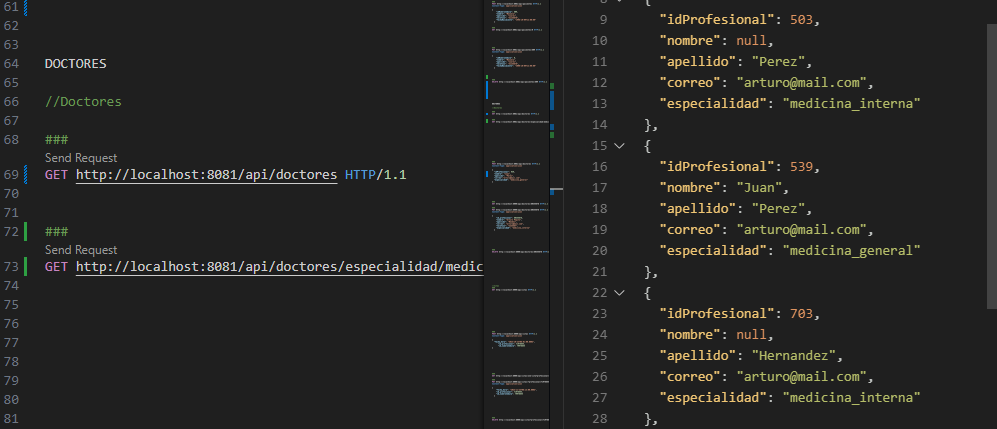 61
62
63
64 DOCTORES
65
66 //Doctores
67
68 ###
Send Request
69 GET http://localhost:8081/api/doctores HTTP/1.1
70
71
72 ###
Send Request
73 GET http://localhost:8081/api/doctores/especialidad/medic
74
75
76
77
78
79
80
81
9 "idProfesional": 503,
10 "nombre": null,
11 "apellido": "Perez",
12 "correo": "arturo@mail.com",
13 "especialidad": "medicina_interna"
14 },
15 {
16 "idProfesional": 539,
17 "nombre": "Juan",
18 "apellido": "Perez",
19 "correo": "arturo@mail.com",
20 "especialidad": "medicina_general"
21 },
22 {
23 "idProfesional": 703,
24 "nombre": null,
25 "apellido": "Hernandez",
26 "correo": "arturo@mail.com",
27 "especialidad": "medicina_interna"
28 },